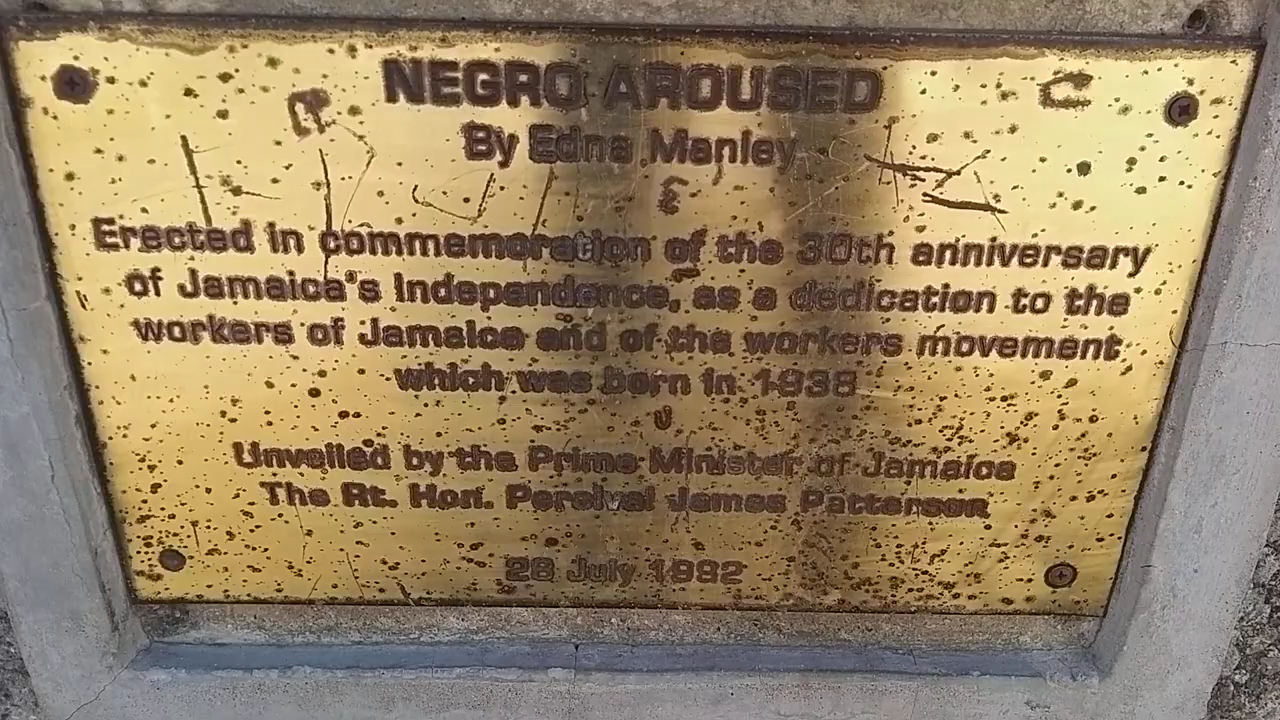 NEGRO AROUSED
By Edna Manley
Erected in commemoration of the 30th anniversary
of Jamaica's Independence, as a dedication to the
workers of Jamaica and of the workers movement
which was born in 1938
Unveiled by the Prime Minister of Jamaica
The Rt. Hon. Percival James Patterson
28 July 1992